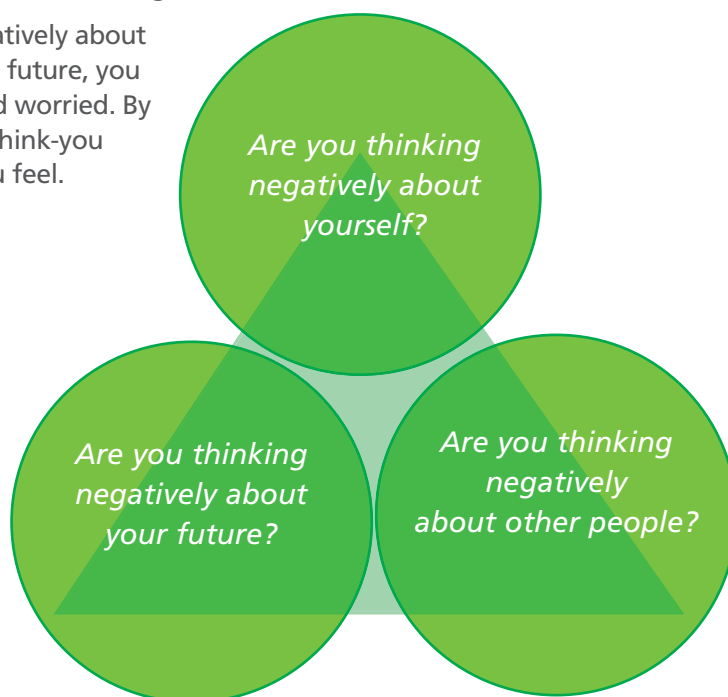 atively about
future, you
d worried. By
think-you
u feel.
Are you thinking
negatively about
yourself?
Are you thinking
negatively about
your future?
Are you thinking
negatively
about other people?